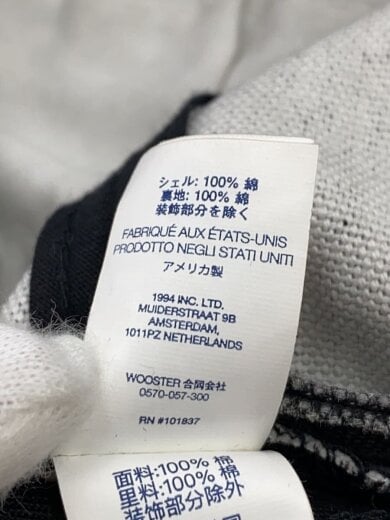 シェル: 100% 綿
裏地: 100% 綿
装飾部分を除く
FABRIQUÉ AUX ÉTATS-UNIS
PRODOTTO NEGLI STATI UNITI
アメリカ製
1994 INC. LTD.
MUIDERSTRAAT 9B
AMSTERDAM,
1011PZ NETHERLANDS
WOOSTER 合同会社
0570-057-300
RN #101837
面料:100% 棉
里料:100% 棉
装饰部分除外